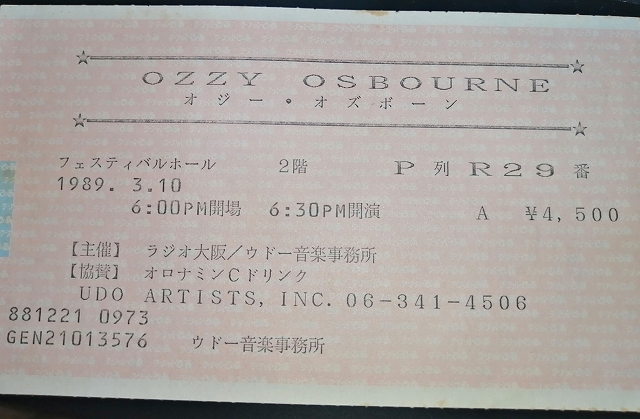 OZZY OSBOURNE
オジー・オズボーン
フェスティバルホール 2階 P 列 R29 番
1989. 3.10
6:00PM開場 6:30PM開演 A ¥4,500
【主催】 ラジオ大阪／ウドー音楽事務所
【協賛】 オロナミンCドリンク
UDO ARTISTS, INC. 06-341-4506
881221 0973
GEN21013576 ウドー音楽事務所